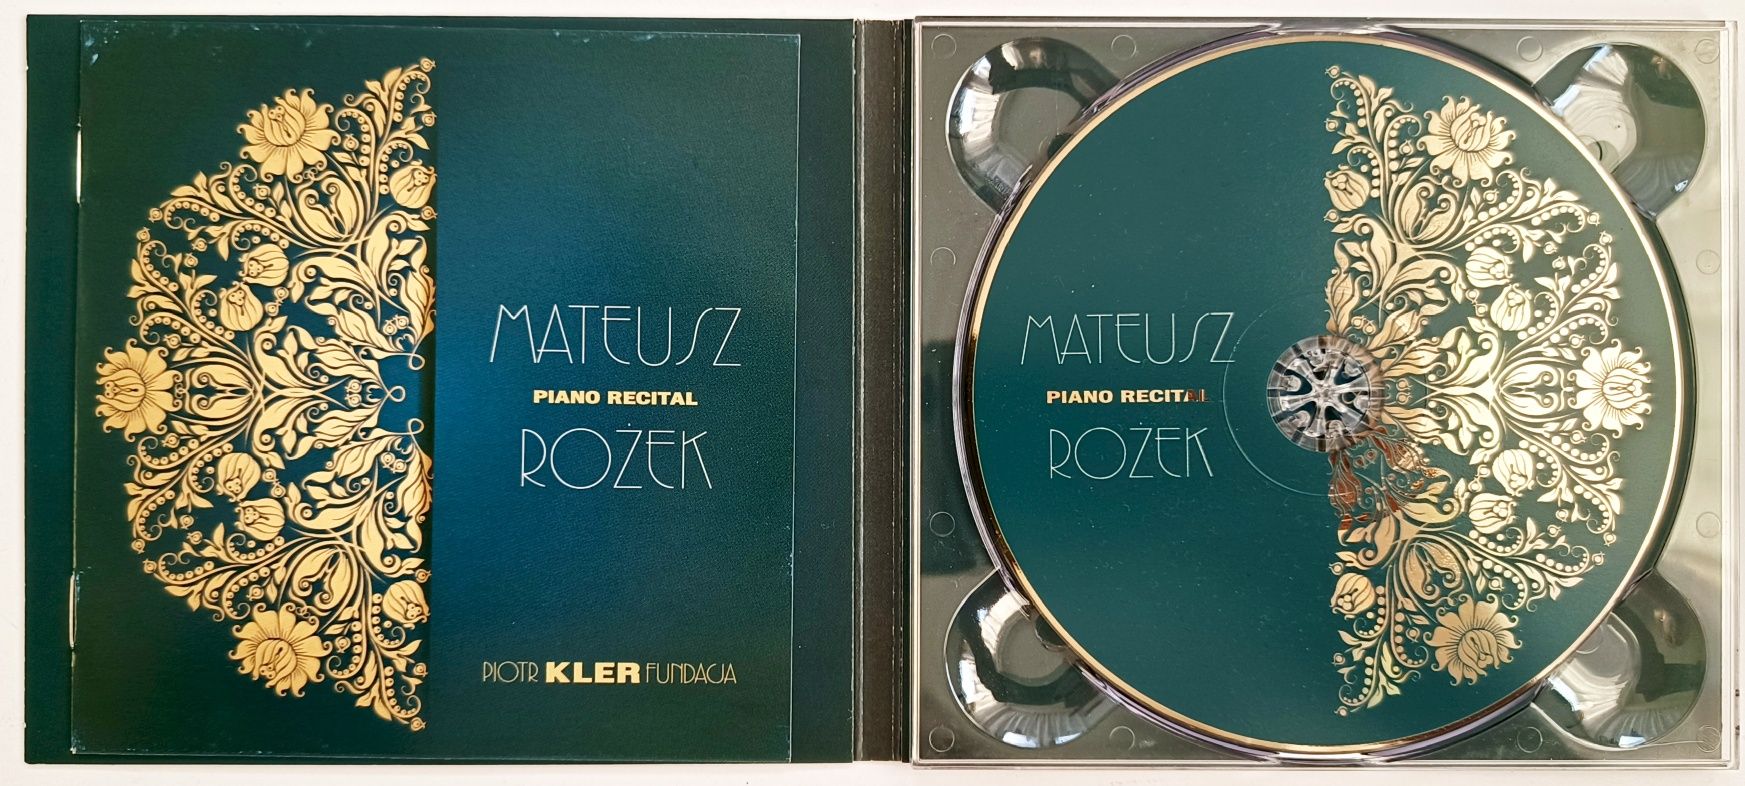 MATEUSZ
PIANO RECITAL
ROŻEK
PIOTR KLER FUNDACJA
MATEUSZ
PIANO RECITAL
ROŻEK